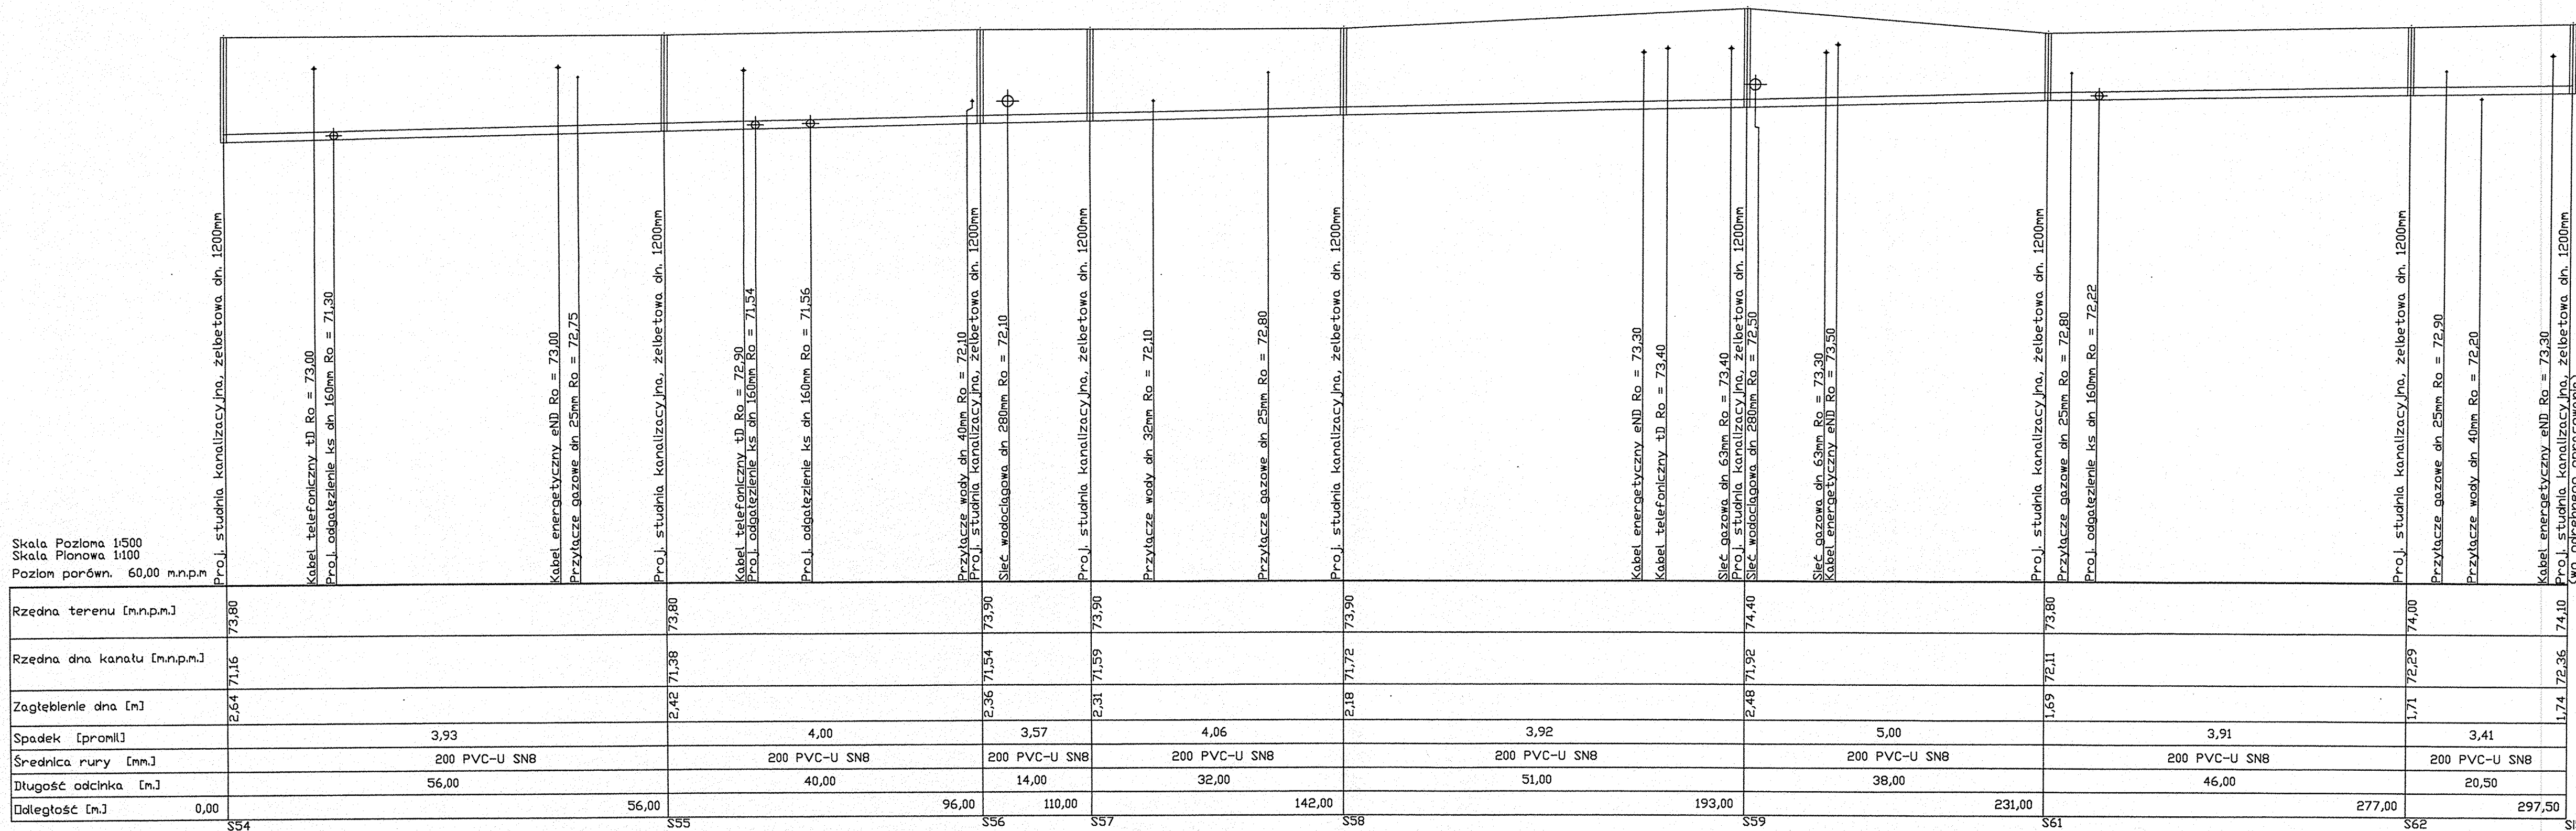 Proj. studnia kanalizacyjna, żelbetowa dn. 1200mm
Kabel telefoniczny tD Ro = 73,00
Proj. odgałęzienie ks dn 160mm Ro = 71,30
Kabel energetyczny eND Ro = 73,00
Przyłącze gazowe dn 25mm Ro = 72,75
Proj. studnia kanalizacyjna, żelbetowa dn. 1200mm
Kabel telefoniczny tD Ro = 72,90
Proj. odgałęzienie ks dn 160mm Ro = 71,54
Proj. odgałęzienie ks dn 160mm Ro = 71,56
Przyłącze wody dn 40mm Ro = 72,10
Proj. studnia kanalizacyjna, żelbetowa dn. 1200mm
Sieć wodociągowa dn 280mm Ro = 72,10
Proj. studnia kanalizacyjna, żelbetowa dn. 1200mm
Przyłącze wody dn 32mm Ro = 72,10
Przyłącze gazowe dn 25mm Ro = 72,80
Proj. studnia kanalizacyjna, żelbetowa dn. 1200mm
Kabel energetyczny eND Ro = 73,30
Kabel telefoniczny tD Ro = 73,40
Sieć gazowa dn 63mm Ro = 73,40
Proj. studnia kanalizacyjna, żelbetowa dn. 1200mm
Sieć wodociągowa dn 280mm Ro = 72,50
Sieć gazowa dn 63mm Ro = 73,30
Kabel energetyczny eND Ro = 73,50
Proj. studnia kanalizacyjna, żelbetowa dn. 1200mm
Przyłącze gazowe dn 25mm Ro = 72,80
Proj. odgałęzienie ks dn 160mm Ro = 72,22
Proj. studnia kanalizacyjna, żelbetowa dn. 1200mm
Przyłącze gazowe dn 25mm Ro = 72,90
Przyłącze wody dn 40mm Ro = 72,20
Kabel energetyczny eND Ro = 73,30
Proj. studnia kanalizacyjna, żelbetowa dn. 1200mm
Skala Pozioma 1:500
Skala Pionowa 1:100
Poziom porówn. 60,00 m.n.p.m
Rzędna terenu [m.n.p.m.] 73,80 73,80 73,90 73,90 73,90 74,40 73,80 74,00 74,10
Rzędna dna kanału [m.n.p.m.] 71,16 71,38 71,54 71,59 71,72 71,92 72,11 72,29 72,36
Zagłębienie dna [m] 2,64 2,42 2,36 2,31 2,18 2,48 1,69 1,71 1,74
Spadek [promil] 3,93 4,00 3,57 4,06 3,92 5,00 3,91 3,41
Średnica rury [mm.] 200 PVC-U SN8 200 PVC-U SN8 200 PVC-U SN8 200 PVC-U SN8 200 PVC-U SN8 200 PVC-U SN8 200 PVC-U SN8 200 PVC-U SN8
Długość odcinka [m.] 56,00 40,00 14,00 32,00 51,00 38,00 46,00 20,50
Odległość [m.] 0,00 56,00 96,00 110,00 142,00 193,00 231,00 277,00 297,50
S54 S55 S56 S57 S58 S59 S61 S62